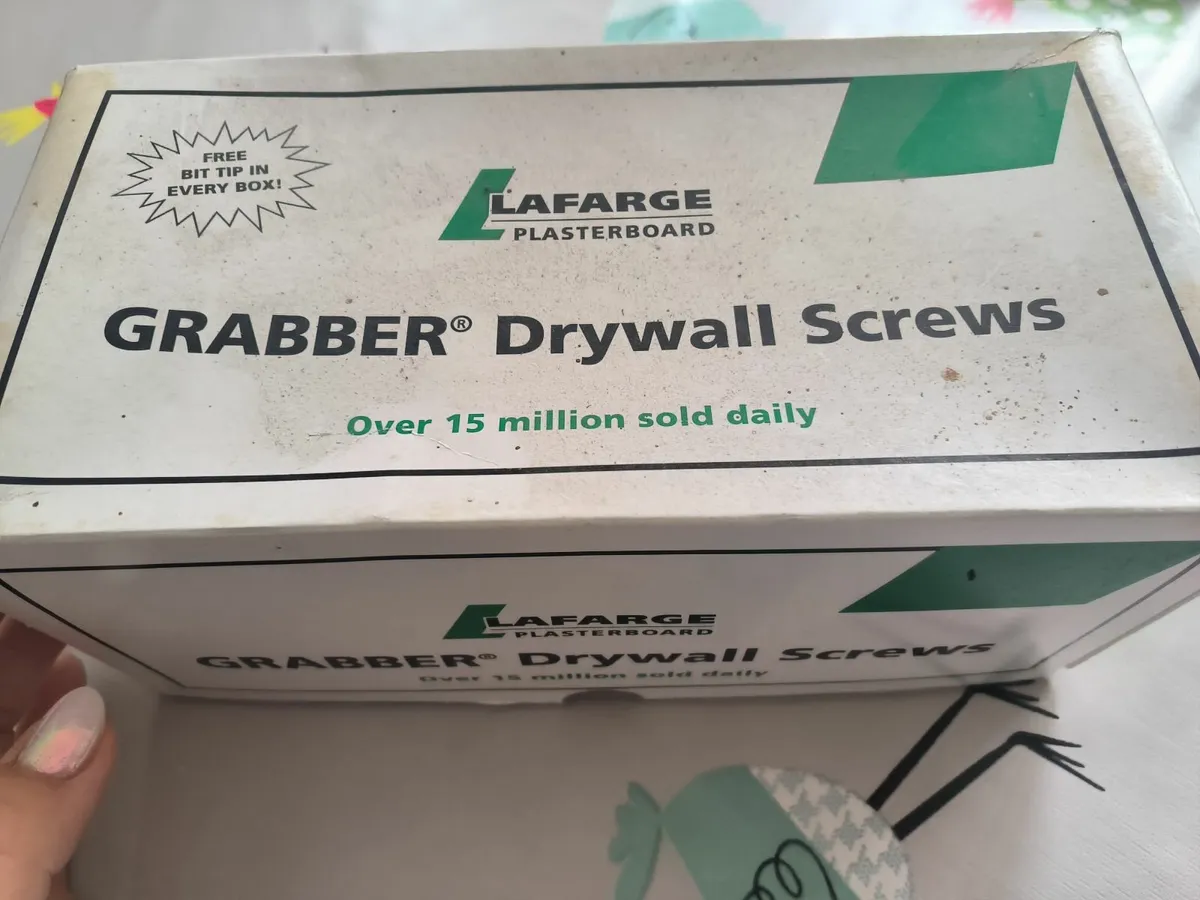 FREE
BIT TIP IN
EVERY BOX!
LAFARGE
PLASTERBOARD
GRABBER® Drywall Screws
Over 15 million sold daily
LAFARGE
PLASTERBOARD
GRABBER® Drywall Screws
Over 15 million sold daily